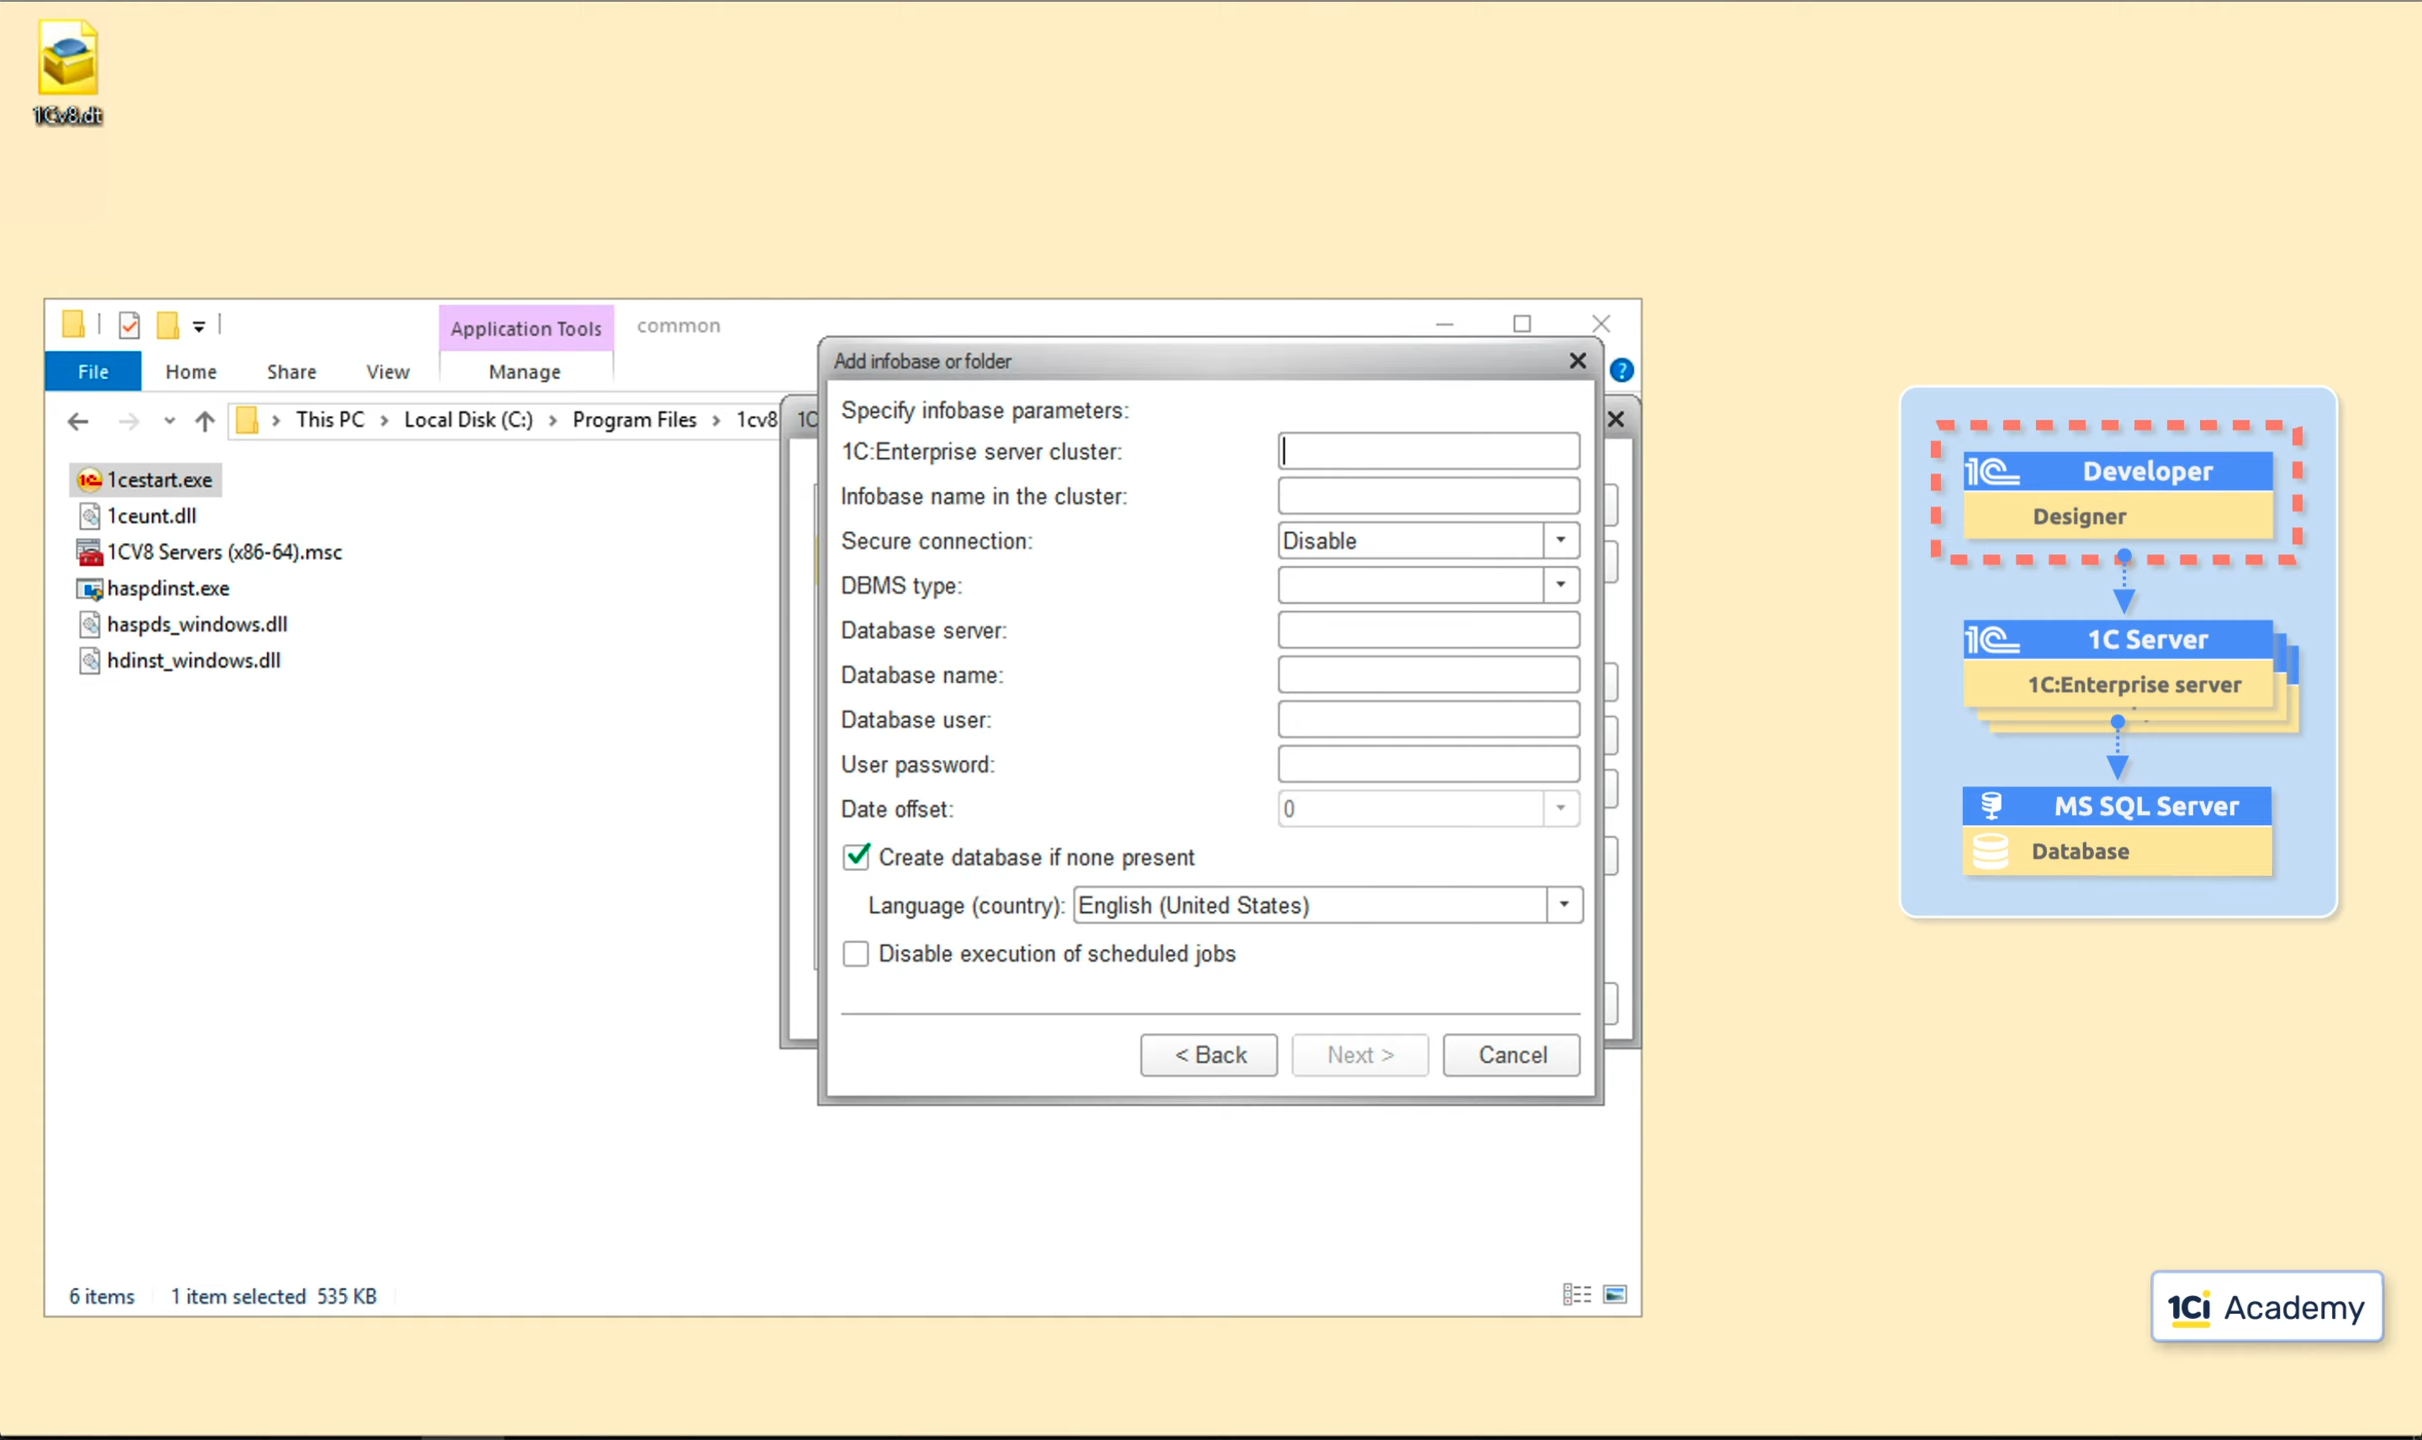 1Cv8.dt
Application Tools
common
File
Home
Share
View
Manage
This PC > Local Disk (C:) > Program Files > 1cv8
1C
1cestart.exe
1ceunt.dll
1CV8 Servers (x86-64).msc
haspdinst.exe
haspds_windows.dll
hdinst_windows.dll
6 items
1 item selected 535 KB
Add infobase or folder
Specify infobase parameters:
1C:Enterprise server cluster:
Infobase name in the cluster:
Secure connection: Disable
DBMS type:
Database server:
Database name:
Database user:
User password:
Date offset: 0
Create database if none present
Language (country): English (United States)
Disable execution of scheduled jobs
< Back
Next >
Cancel
?
1C Developer
Designer
1C 1C Server
1C:Enterprise server
MS SQL Server
Database
1Ci Academy